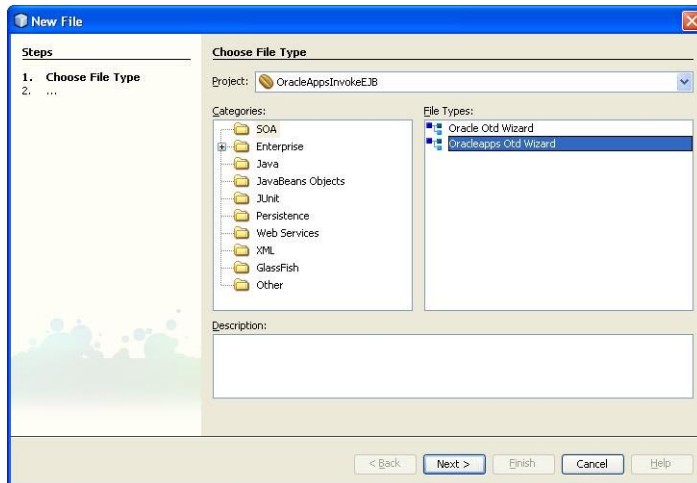 New File
Steps
1. Choose File Type
2. ...
Choose File Type
Project: OracleAppsInvokeEJB
Categories:
SOA
Enterprise
Java
JavaBeans Objects
JUnit
Persistence
Web Services
XML
GlassFish
Other
File Types:
Oracle Otd Wizard
Oracleapps Otd Wizard
Description:
< Back Next > Finish Cancel Help